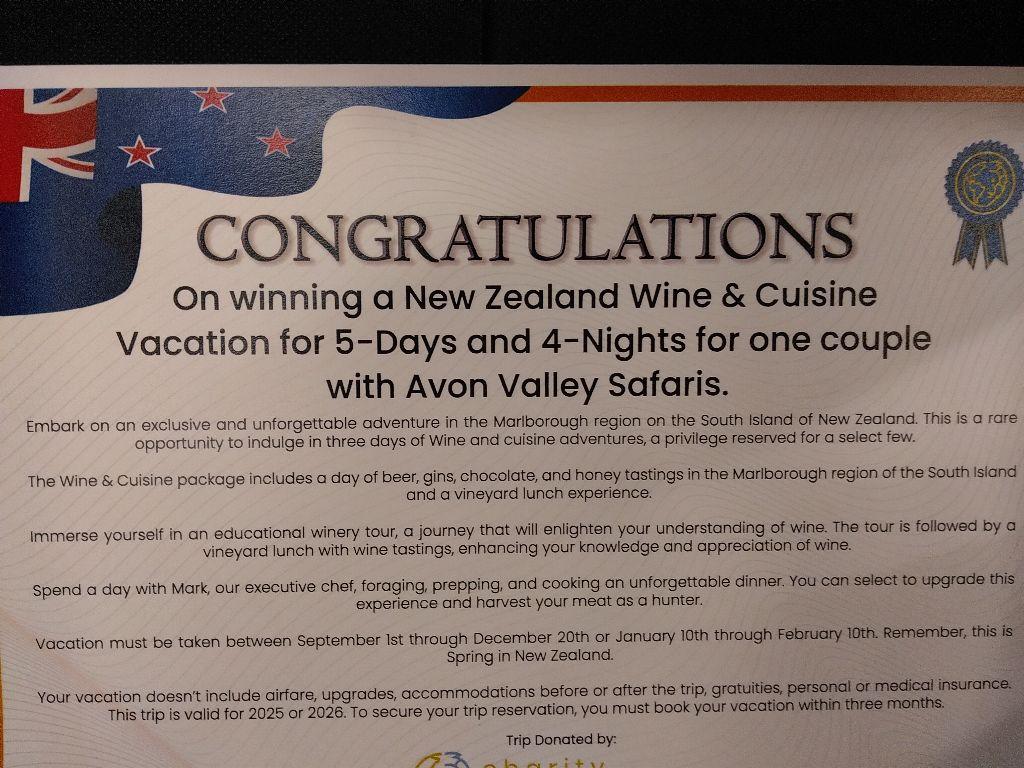 CONGRATULATIONS
On winning a New Zealand Wine & Cuisine
Vacation for 5-Days and 4-Nights for one couple
with Avon Valley Safaris.
Embark on an exclusive and unforgettable adventure in the Marlborough region on the South Island of New Zealand. This is a rare
opportunity to indulge in three days of Wine and cuisine adventures, a privilege reserved for a select few.
The Wine & Cuisine package includes a day of beer, gins, chocolate, and honey tastings in the Marlborough region of the South Island
and a vineyard lunch experience.
Immerse yourself in an educational winery tour, a journey that will enlighten your understanding of wine. The tour is followed by a
vineyard lunch with wine tastings, enhancing your knowledge and appreciation of wine.
Spend a day with Mark, our executive chef, foraging, prepping, and cooking an unforgettable dinner. You can select to upgrade this
experience and harvest your meat as a hunter.
Vacation must be taken between September 1st through December 20th or January 10th through February 10th. Remember, this is
Spring in New Zealand.
Your vacation doesn't include airfare, upgrades, accommodations before or after the trip, gratuities, personal or medical insurance.
This trip is valid for 2025 or 2026. To secure your trip reservation, you must book your vacation within three months.
Trip Donated by:
charity